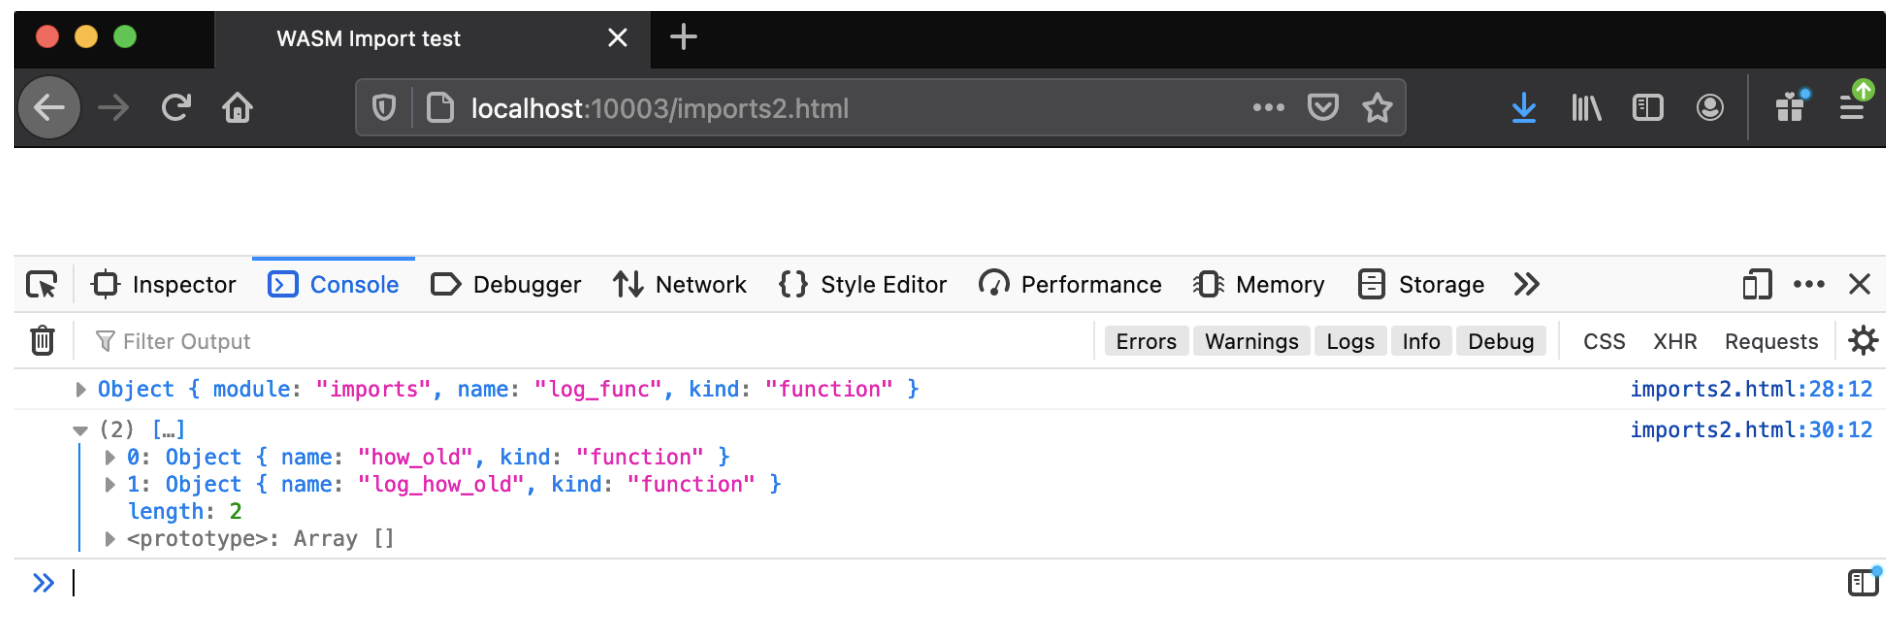 WASM Import test
localhost:10003/imports2.html
Inspector Console Debugger Network Style Editor Performance Memory Storage
Filter Output Errors Warnings Logs Info Debug CSS XHR Requests
Object { module: "imports", name: "log_func", kind: "function" } imports2.html:28:12
(2) […] imports2.html:30:12
0: Object { name: "how_old", kind: "function" }
1: Object { name: "log_how_old", kind: "function" }
length: 2
<prototype>: Array []